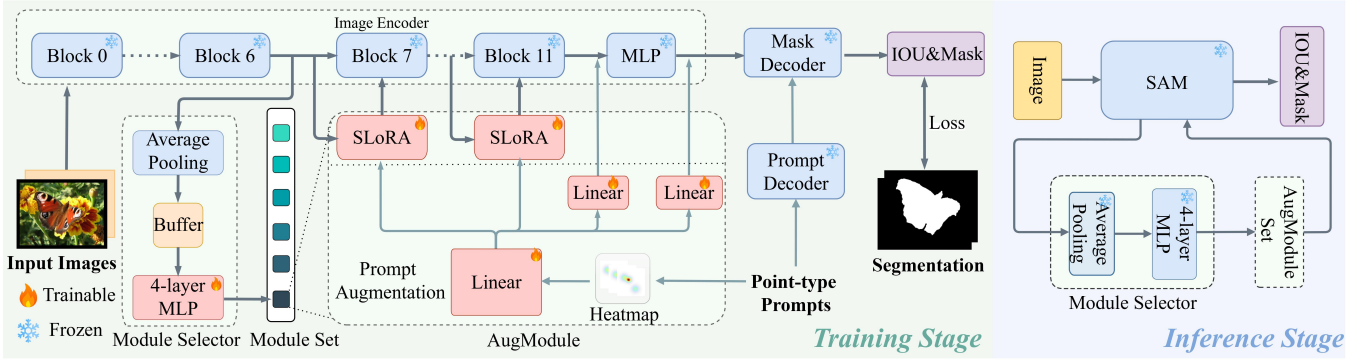 Image Encoder
Block 0
Block 6
Block 7
Block 11
MLP
Mask
Decoder
IOU&Mask
Average
Pooling
SLoRA
SLoRA
Loss
Prompt
Decoder
Linear
Linear
Buffer
Input Images
Trainable
Frozen
4-layer
MLP
Module Selector
Module Set
Prompt
Augmentation
Linear
Heatmap
AugModule
Point-type
Prompts
Segmentation
Training Stage
Image
SAM
IOU&Mask
Average
Pooling
4-layer
MLP
AugModule
Set
Module Selector
Inference Stage